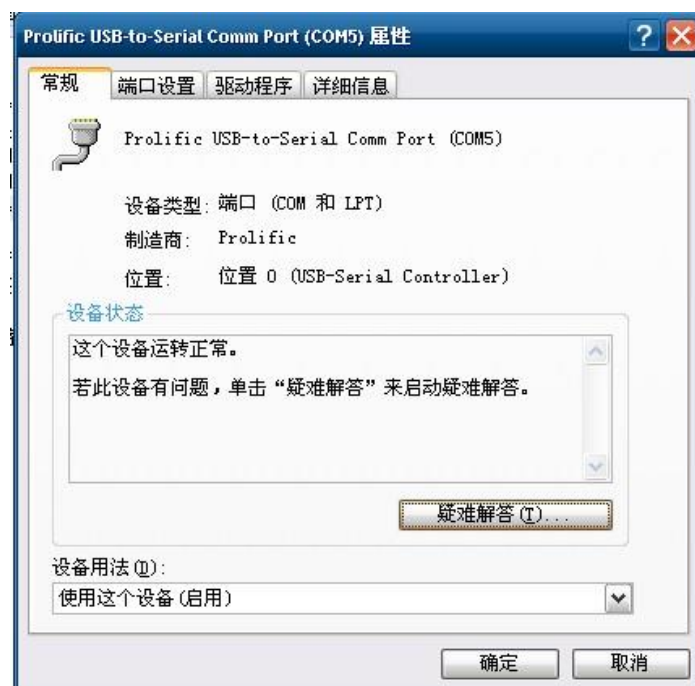 Prolific USB-to-Serial Comm Port (COM5) 属性
常规 端口设置 驱动程序 详细信息
Prolific USB-to-Serial Comm Port (COM5)
设备类型: 端口 (COM 和 LPT)
制造商: Prolific
位置: 位置 0 (USB-Serial Controller)
设备状态
这个设备运转正常。
若此设备有问题，单击“疑难解答”来启动疑难解答。
疑难解答(T)...
设备用法(D):
使用这个设备(启用)
确定 取消